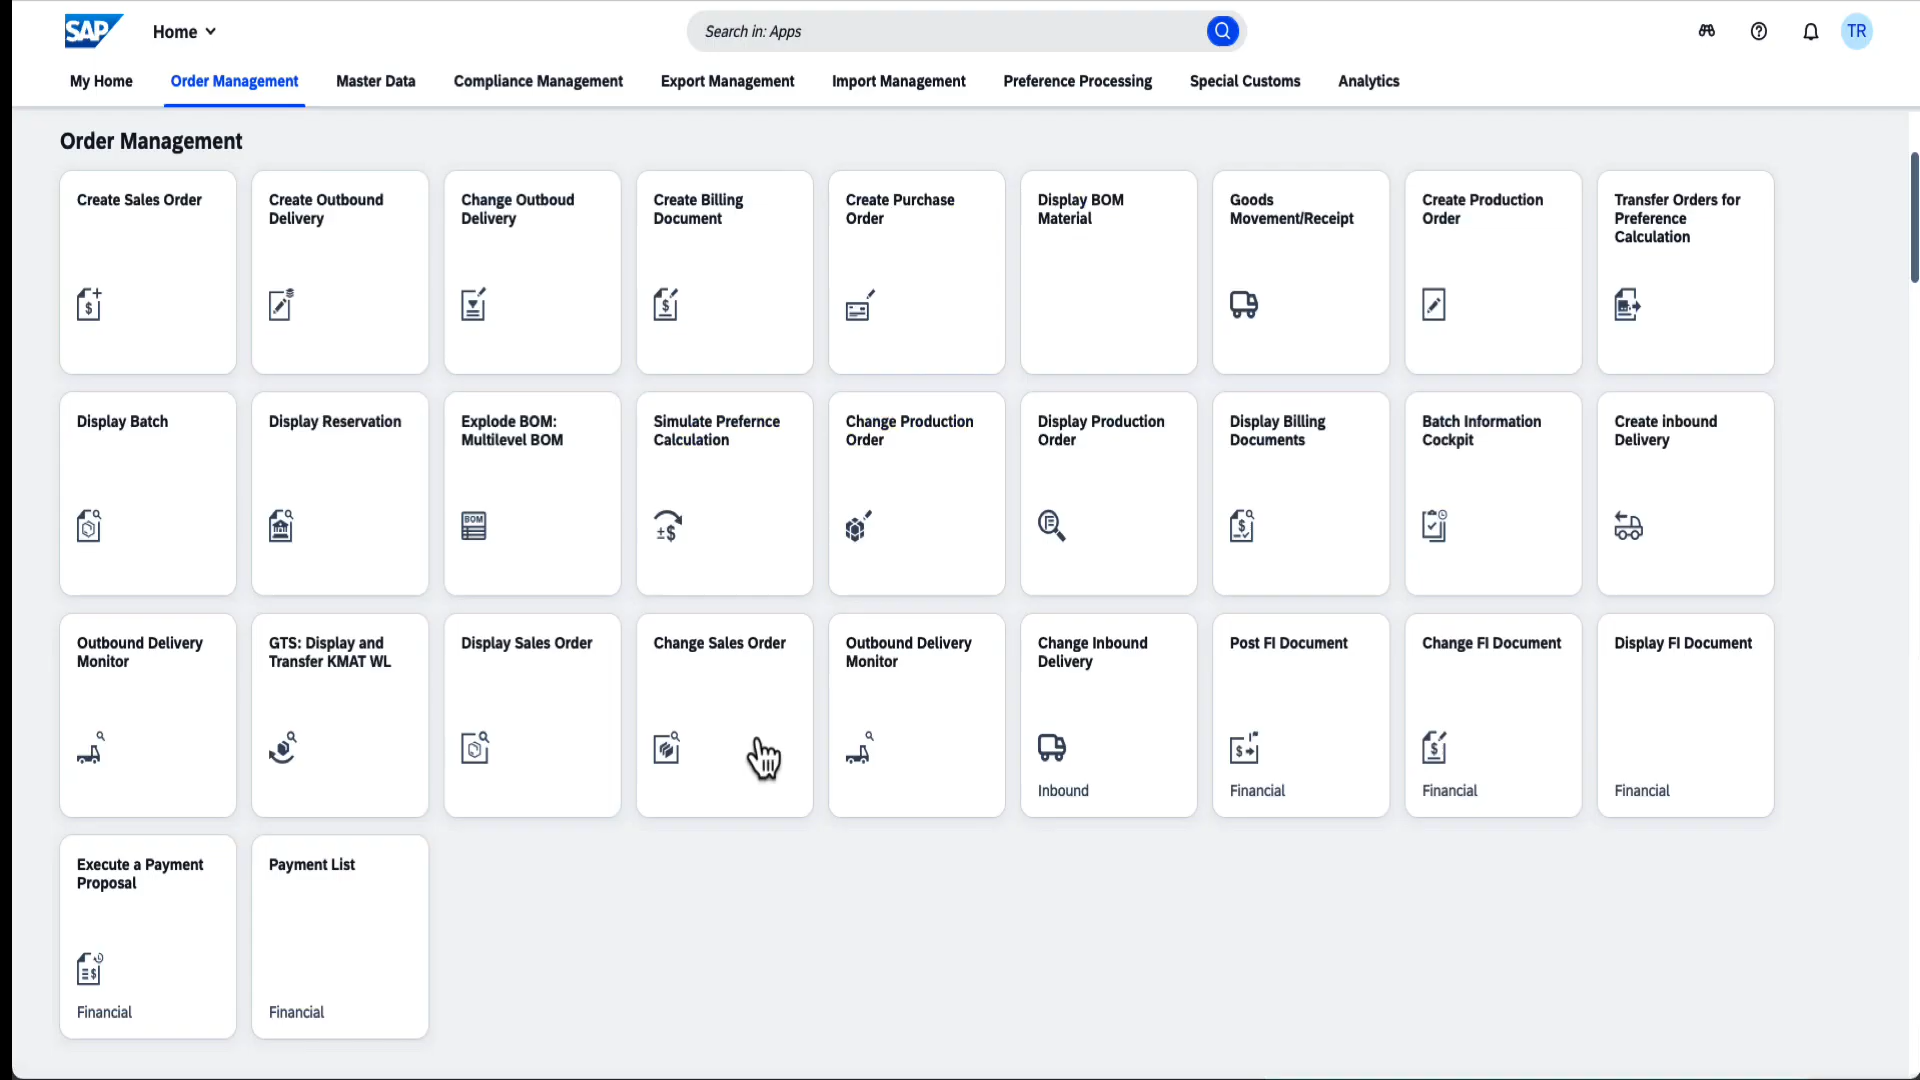 SAP
Home
Search in: Apps
TR
My Home
Order Management
Master Data
Compliance Management
Export Management
Import Management
Preference Processing
Special Customs
Analytics
Order Management
Create Sales Order
Create Outbound
Delivery
Change Outboud
Delivery
Create Billing
Document
Create Purchase
Order
Display BOM
Material
Goods
Movement/Receipt
Create Production
Order
Transfer Orders for
Preference
Calculation
Display Batch
Display Reservation
Explode BOM:
Multilevel BOM
BOM
Simulate Prefernce
Calculation
Change Production
Order
Display Production
Order
Display Billing
Documents
Batch Information
Cockpit
Create inbound
Delivery
Outbound Delivery
Monitor
GTS: Display and
Transfer KMAT WL
Display Sales Order
Change Sales Order
Outbound Delivery
Monitor
Change Inbound
Delivery
Inbound
Post FI Document
Financial
Change FI Document
Financial
Display FI Document
Financial
Execute a Payment
Proposal
Financial
Payment List
Financial